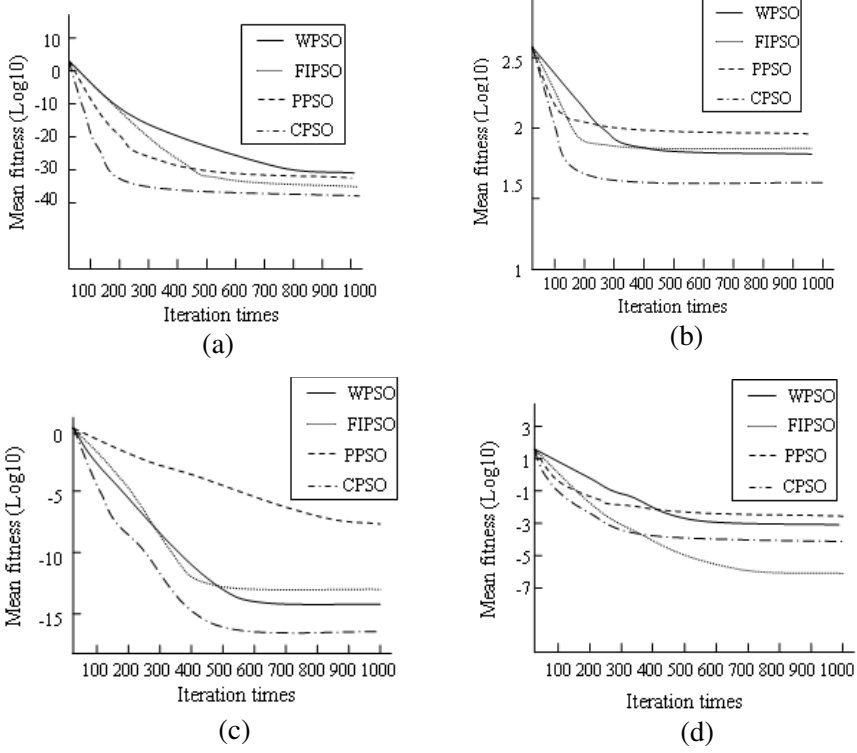 10
0
-10
-20
-30
-40
Mean fitness (Log10)
WPSO
FIPSO
PPSO
CPSO
100 200 300 400 500 600 700 800 900 1000
Iteration times
(a)
2.5
2
1.5
1
Mean fitness (Log10)
WPSO
FIPSO
PPSO
CPSO
100 200 300 400 500 600 700 800 900 1000
Iteration times
(b)
0
-5
-10
-15
Mean fitness (Log10)
WPSO
FIPSO
PPSO
CPSO
100 200 300 400 500 600 700 800 900 1000
Iteration times
(c)
3
1
-1
-3
-5
-7
Mean fitness (Log10)
WPSO
FIPSO
PPSO
CPSO
100 200 300 400 500 600 700 800 900 1000
Iteration times
(d)